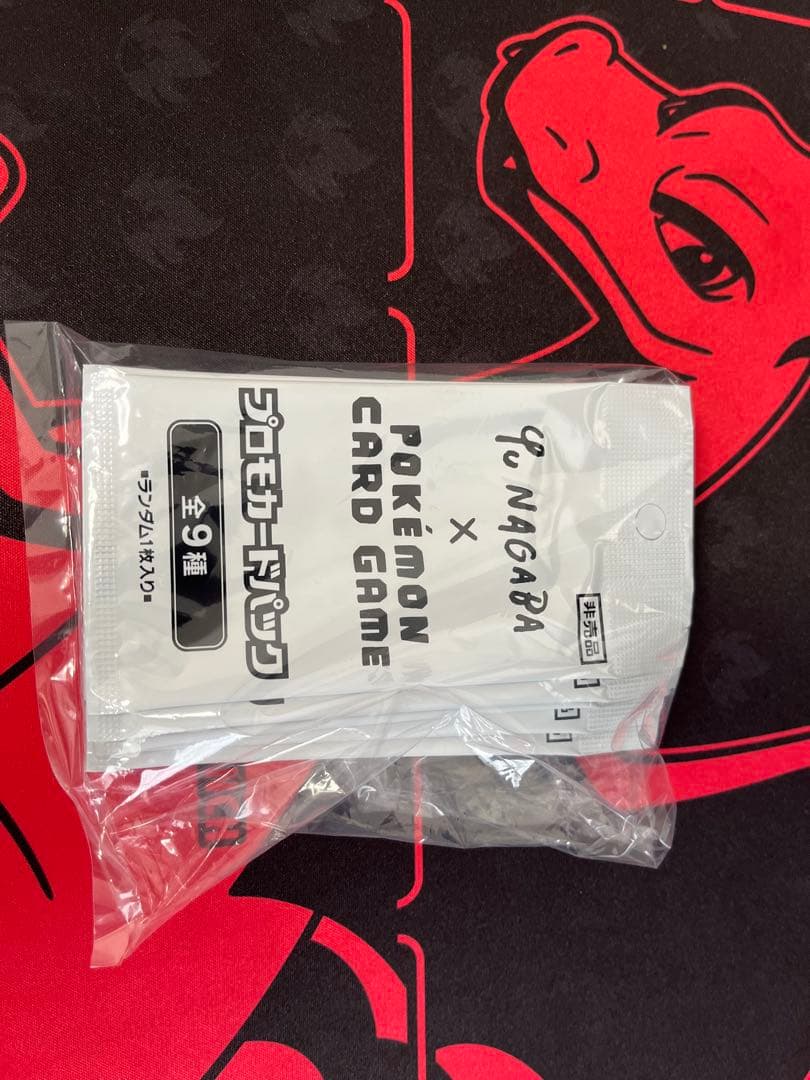 非売品
Yu NAGABA
×
POKÉMON
CARD GAME
プロモカードパック
全9種
■ランダム1枚入り■